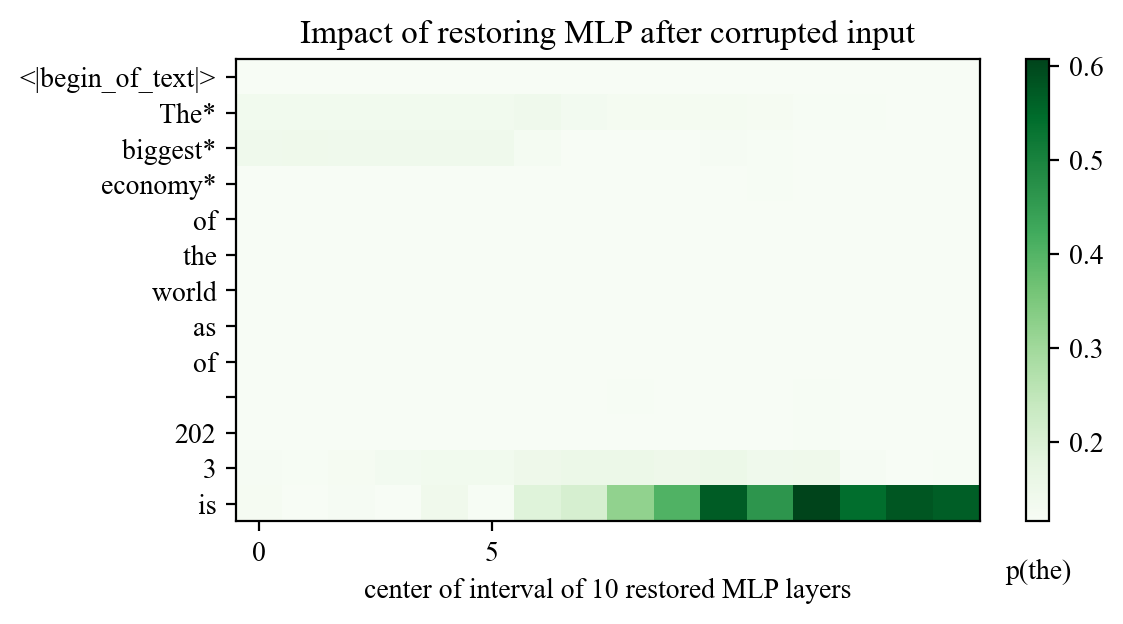 Impact of restoring MLP after corrupted input
<|begin_of_text|>
The*
biggest*
economy*
of
the
world
as
of
202
3
is
0
5
center of interval of 10 restored MLP layers
0.6
0.5
0.4
0.3
0.2
p(the)